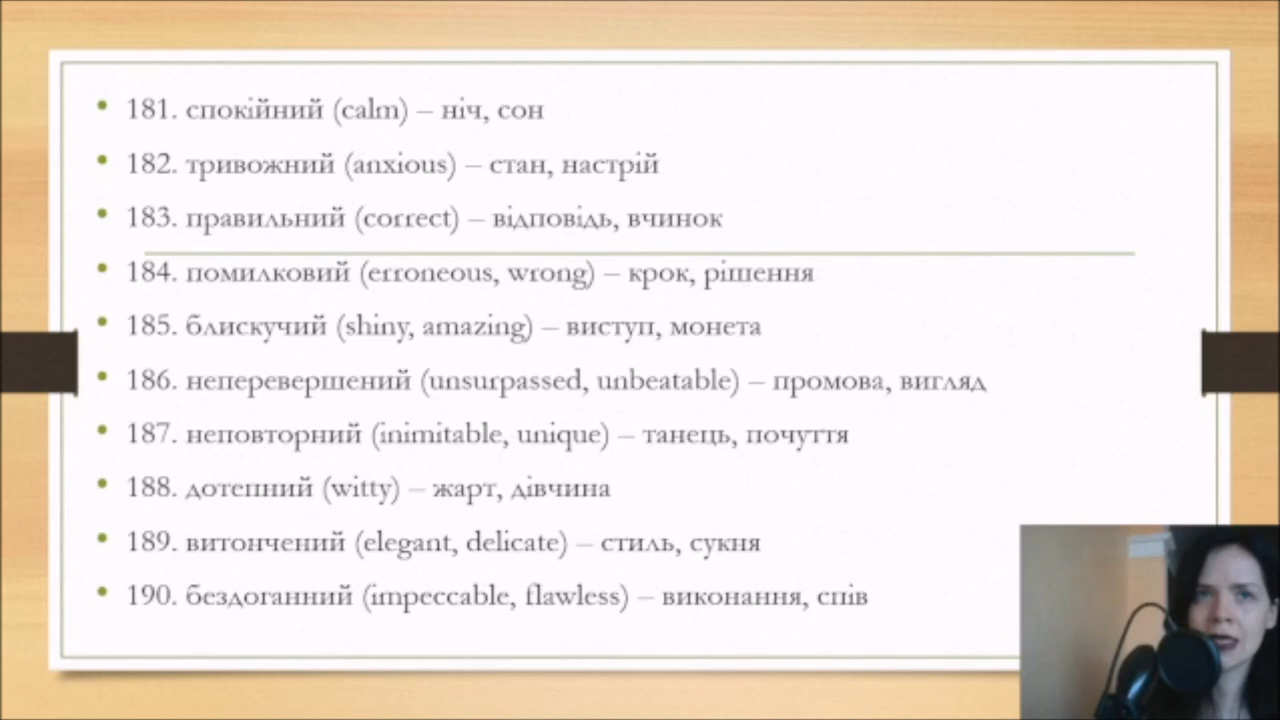 181. спокійний (calm) – ніч, сон
182. тривожний (anxious) – стан, настрій
183. правильний (correct) – відповідь, вчинок
184. помилковий (erroneous, wrong) – крок, рішення
185. блискучий (shiny, amazing) – виступ, монета
186. неперевершений (unsurpassed, unbeatable) – промова, вигляд
187. неповторний (inimitable, unique) – танець, почуття
188. дотепний (witty) – жарт, дівчина
189. витончений (elegant, delicate) – стиль, сукня
190. бездоганний (impeccable, flawless) – виконання, спів